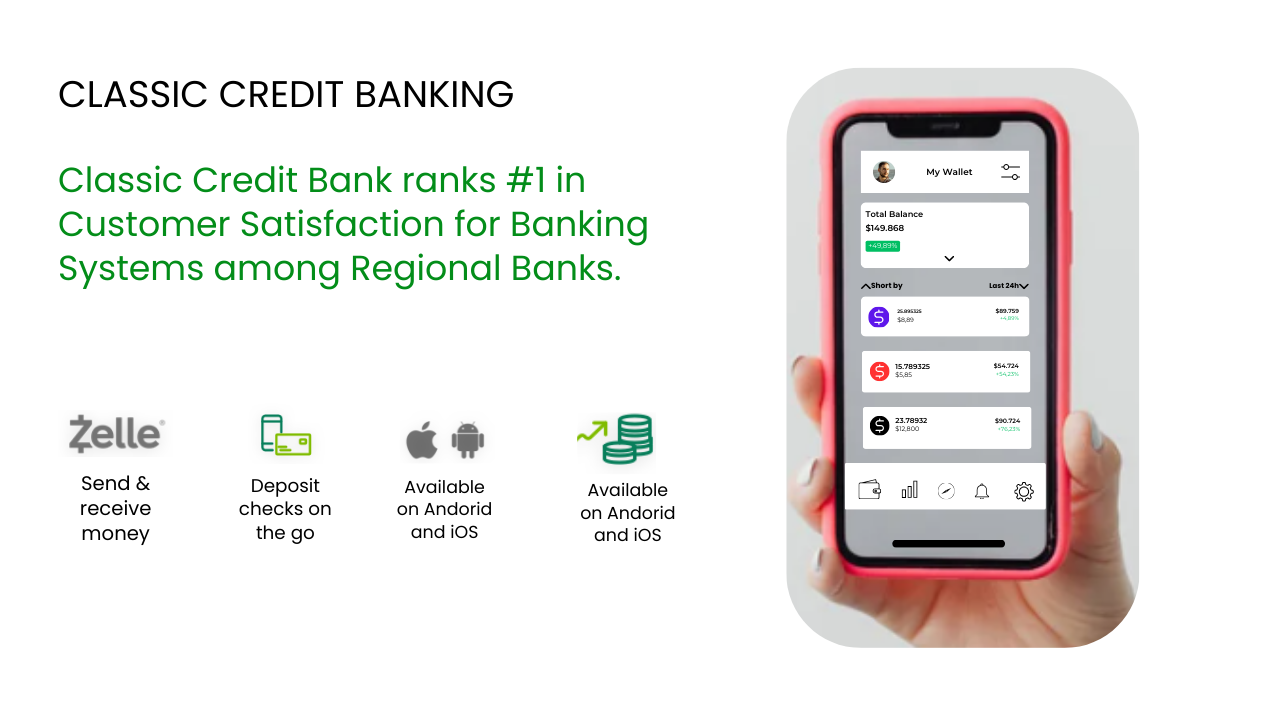 CLASSIC CREDIT BANKING
Classic Credit Bank ranks #1 in
Customer Satisfaction for Banking
Systems among Regional Banks.
Zelle®
Send &
receive
money
Deposit
checks on
the go
Available
on Andorid
and iOS
Available
on Andorid
and iOS
My Wallet
Total Balance
$149.868
+49,89%
Short by Last 24h
25.895325 $89.759
$8,89 +4,89%
15.789325 $54.724
$5,85 +54,23%
23.78932 $90.724
$12,800 +76,23%